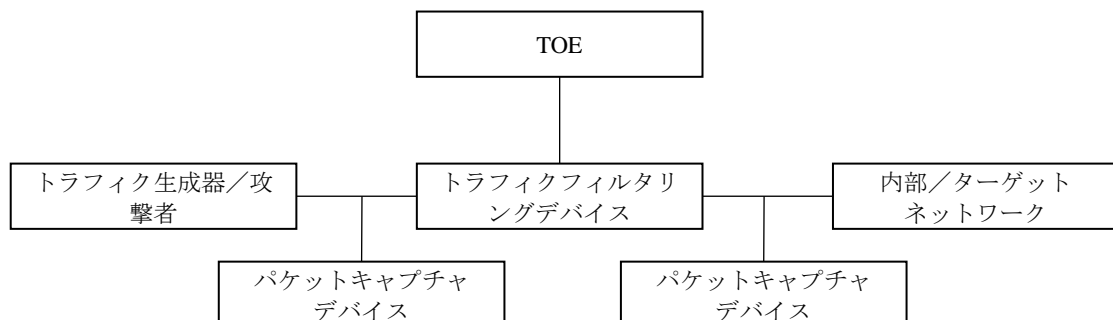 TOE
トラフィク生成器／攻
撃者
トラフィクフィルタリ
ングデバイス
内部／ターゲット
ネットワーク
パケットキャプチャ
デバイス
パケットキャプチャ
デバイス